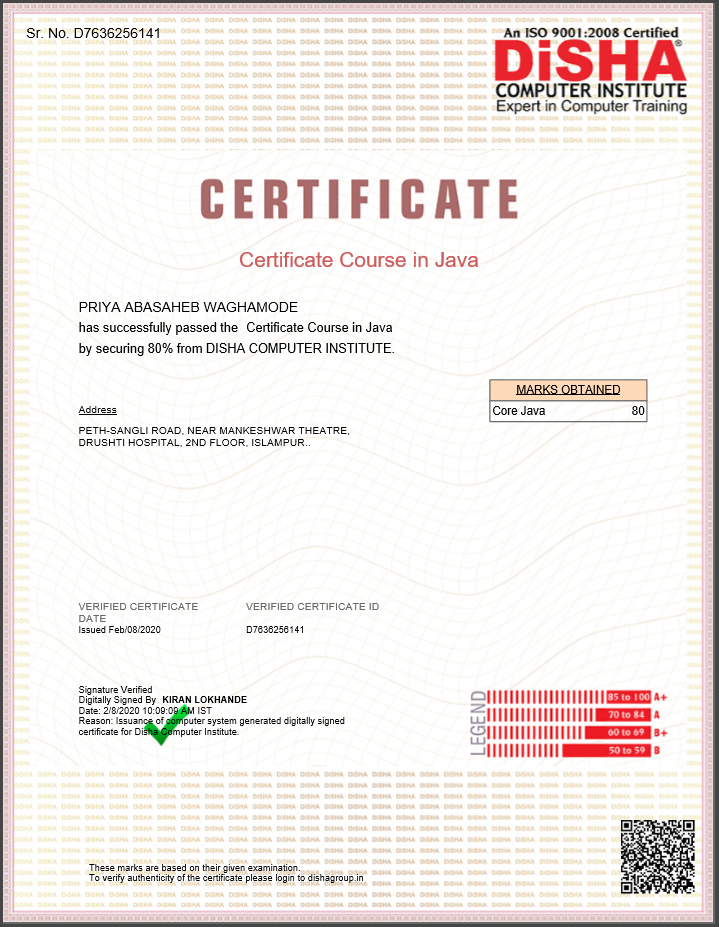 Sr. No. D7636256141
An ISO 9001:2008 Certified
DiSHA®
COMPUTER INSTITUTE
Expert in Computer Training
CERTIFICATE
Certificate Course in Java
PRIYA ABASAHEB WAGHAMODE
has successfully passed the Certificate Course in Java
by securing 80% from DISHA COMPUTER INSTITUTE.
MARKS OBTAINED
Core Java 80
Address
PETH-SANGLI ROAD, NEAR MANKESHWAR THEATRE,
DRUSHTI HOSPITAL, 2ND FLOOR, ISLAMPUR..
VERIFIED CERTIFICATE
DATE
Issued Feb/08/2020
VERIFIED CERTIFICATE ID
D7636256141
Signature Verified
Digitally Signed By KIRAN LOKHANDE
Date: 2/8/2020 10:09:09 AM IST
Reason: Issuance of computer system generated digitally signed
certificate for Disha Computer Institute.
LEGEND
85 to 100 A+
70 to 84 A
60 to 69 B+
50 to 59 B
These marks are based on their given examination.
To verify authenticity of the certificate please login to dishagroup.in